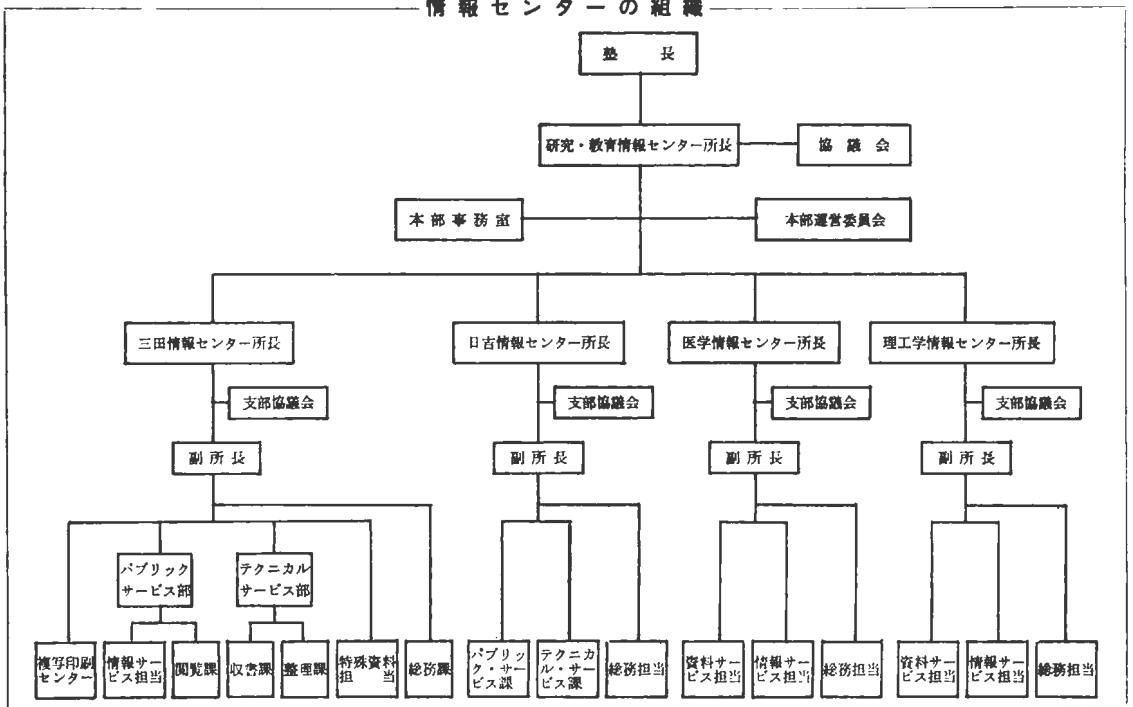 情報センターの組織
塾長
研究・教育情報センター所長
協議会
本部事務室
本部運営委員会
三田情報センター所長
日吉情報センター所長
医学情報センター所長
理工学情報センター所長
支部協議会
支部協議会
支部協議会
支部協議会
副所長
副所長
副所長
副所長
パブリック
サービス部
テクニカル
サービス部
複写印刷
センター
情報サー
ビス担当
閲覧課
収書課
整理課
特殊資料
担当
総務課
パブリッ
ク・サー
ビス課
テクニカ
ル・サー
ビス課
総務担当
資料サー
ビス担当
情報サー
ビス担当
総務担当
資料サー
ビス担当
情報サー
ビス担当
総務担当